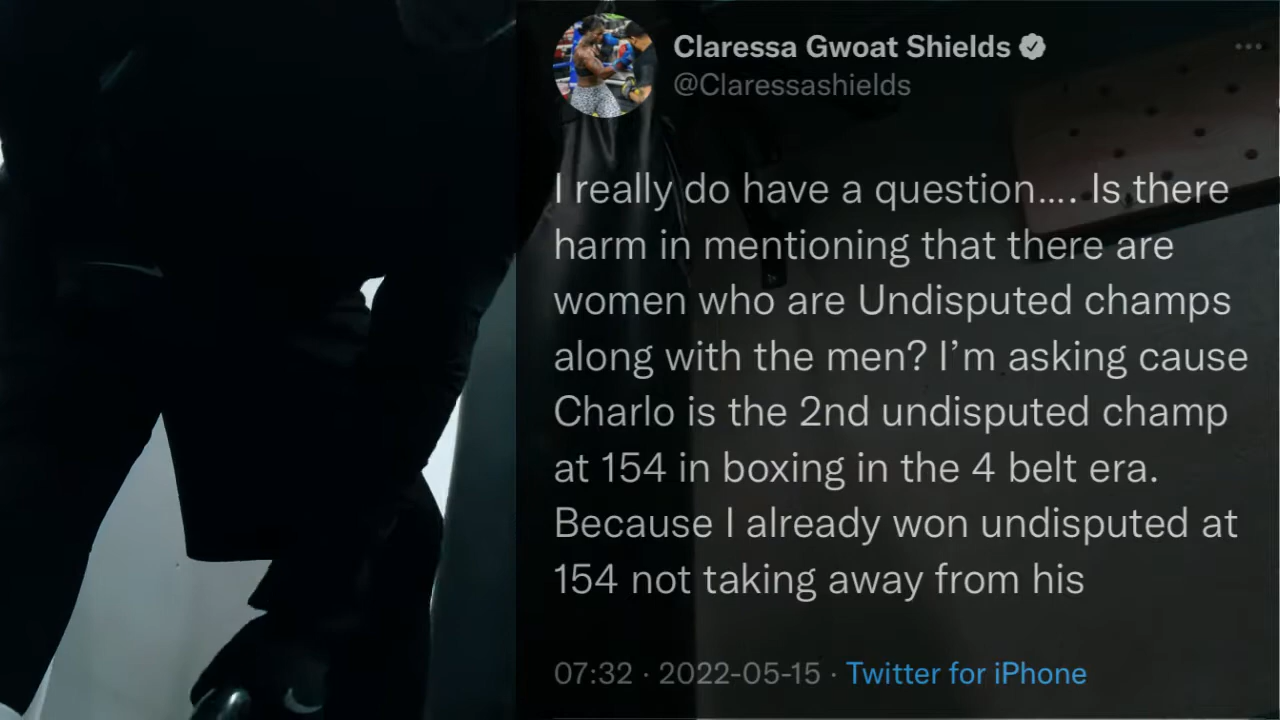 Claressa Gwoat Shields
@Claressashields
I really do have a question.... Is there
harm in mentioning that there are
women who are Undisputed champs
along with the men? I’m asking cause
Charlo is the 2nd undisputed champ
at 154 in boxing in the 4 belt era.
Because I already won undisputed at
154 not taking away from his
07:32 · 2022-05-15 · Twitter for iPhone